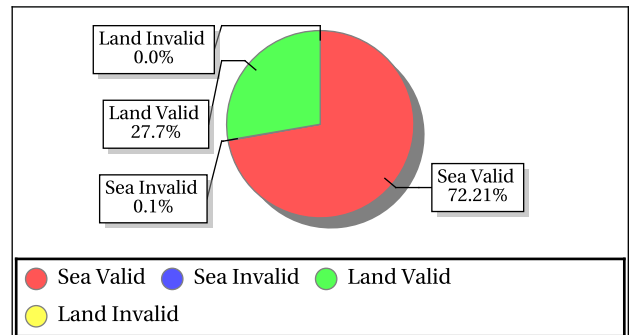 Land Invalid
0.0%
Land Valid
27.7%
Sea Invalid
0.1%
Sea Valid
72.21%
Sea Valid
Sea Invalid
Land Valid
Land Invalid